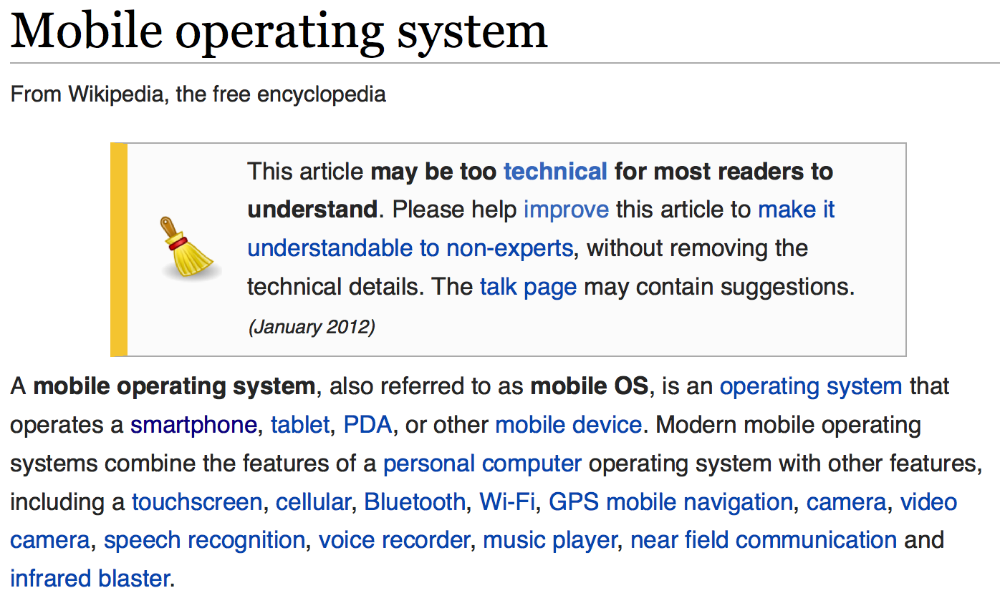 Mobile operating system
From Wikipedia, the free encyclopedia
This article may be too technical for most readers to
understand. Please help improve this article to make it
understandable to non-experts, without removing the
technical details. The talk page may contain suggestions.
(January 2012)
A mobile operating system, also referred to as mobile OS, is an operating system that
operates a smartphone, tablet, PDA, or other mobile device. Modern mobile operating
systems combine the features of a personal computer operating system with other features,
including a touchscreen, cellular, Bluetooth, Wi-Fi, GPS mobile navigation, camera, video
camera, speech recognition, voice recorder, music player, near field communication and
infrared blaster.